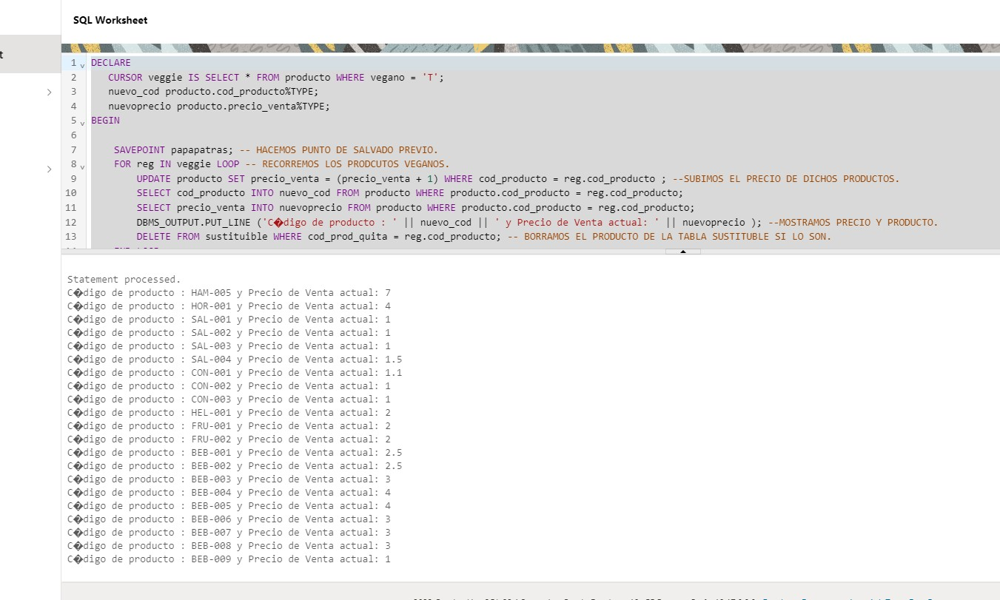 SQL Worksheet
t
1 DECLARE
2 CURSOR veggie IS SELECT * FROM producto WHERE vegano = 'T';
3 nuevo_cod producto.cod_producto%TYPE;
4 nuevoprecio producto.precio_venta%TYPE;
5 BEGIN
6
7 SAVEPOINT papapatras; -- HACEMOS PUNTO DE SALVADO PREVIO.
8 FOR reg IN veggie LOOP -- RECORREMOS LOS PRODCUTOS VEGANOS.
9 UPDATE producto SET precio_venta = (precio_venta + 1) WHERE cod_producto = reg.cod_producto ; --SUBIMOS EL PRECIO DE DICHOS PRODUCTOS.
10 SELECT cod_producto INTO nuevo_cod FROM producto WHERE producto.cod_producto = reg.cod_producto;
11 SELECT precio_venta INTO nuevoprecio FROM producto WHERE producto.cod_producto = reg.cod_producto;
12 DBMS_OUTPUT.PUT_LINE ('C�digo de producto : ' || nuevo_cod || ' y Precio de Venta actual: ' || nuevoprecio ); --MOSTRAMOS PRECIO Y PRODUCTO.
13 DELETE FROM sustituible WHERE cod_prod_quita = reg.cod_producto; -- BORRAMOS EL PRODUCTO DE LA TABLA SUSTITUBLE SI LO SON.
Statement processed.
C�digo de producto : HAM-005 y Precio de Venta actual: 7
C�digo de producto : HOR-001 y Precio de Venta actual: 4
C�digo de producto : SAL-001 y Precio de Venta actual: 1
C�digo de producto : SAL-002 y Precio de Venta actual: 1
C�digo de producto : SAL-003 y Precio de Venta actual: 1
C�digo de producto : SAL-004 y Precio de Venta actual: 1.5
C�digo de producto : CON-001 y Precio de Venta actual: 1.1
C�digo de producto : CON-002 y Precio de Venta actual: 1
C�digo de producto : CON-003 y Precio de Venta actual: 1
C�digo de producto : HEL-001 y Precio de Venta actual: 2
C�digo de producto : FRU-001 y Precio de Venta actual: 2
C�digo de producto : FRU-002 y Precio de Venta actual: 2
C�digo de producto : BEB-001 y Precio de Venta actual: 2.5
C�digo de producto : BEB-002 y Precio de Venta actual: 2.5
C�digo de producto : BEB-003 y Precio de Venta actual: 3
C�digo de producto : BEB-004 y Precio de Venta actual: 4
C�digo de producto : BEB-005 y Precio de Venta actual: 4
C�digo de producto : BEB-006 y Precio de Venta actual: 3
C�digo de producto : BEB-007 y Precio de Venta actual: 3
C�digo de producto : BEB-008 y Precio de Venta actual: 3
C�digo de producto : BEB-009 y Precio de Venta actual: 1